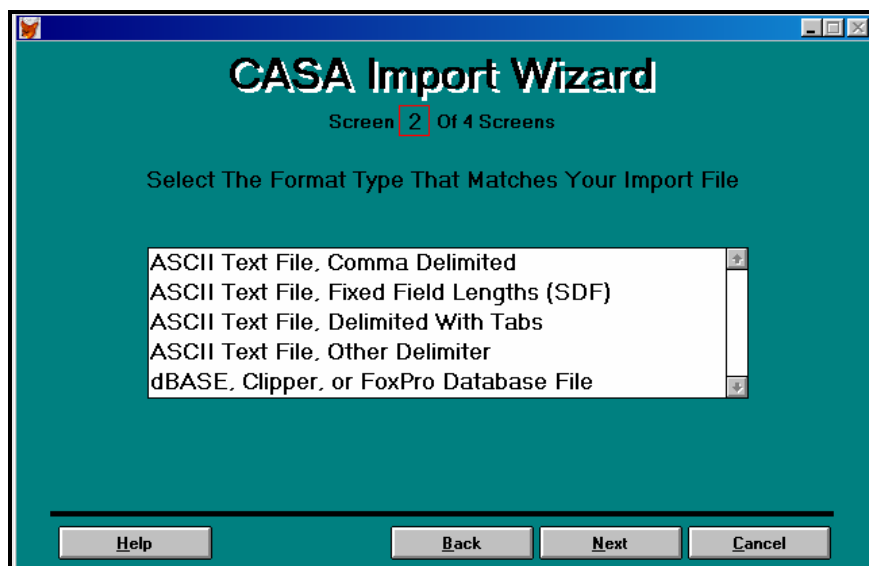 CASA Import Wizard
Screen 2 Of 4 Screens
Select The Format Type That Matches Your Import File
ASCII Text File, Comma Delimited
ASCII Text File, Fixed Field Lengths (SDF)
ASCII Text File, Delimited With Tabs
ASCII Text File, Other Delimiter
dBASE, Clipper, or FoxPro Database File
Help Back Next Cancel